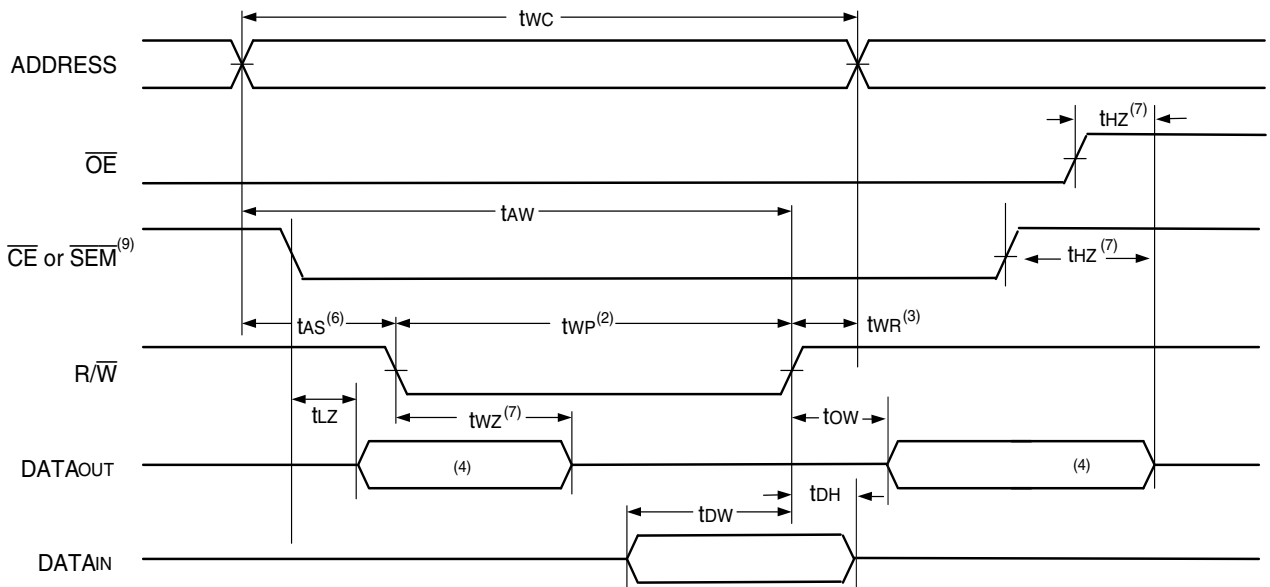 tWC
ADDRESS
tHZ(7)
OE
tAW
CE or SEM(9)
tHZ(7)
tAS(6)
tWP(2)
tWR(3)
R/W
tLZ
tWZ(7)
tOW
DATAOUT
(4)
(4)
tDH
tDW
DATAIN